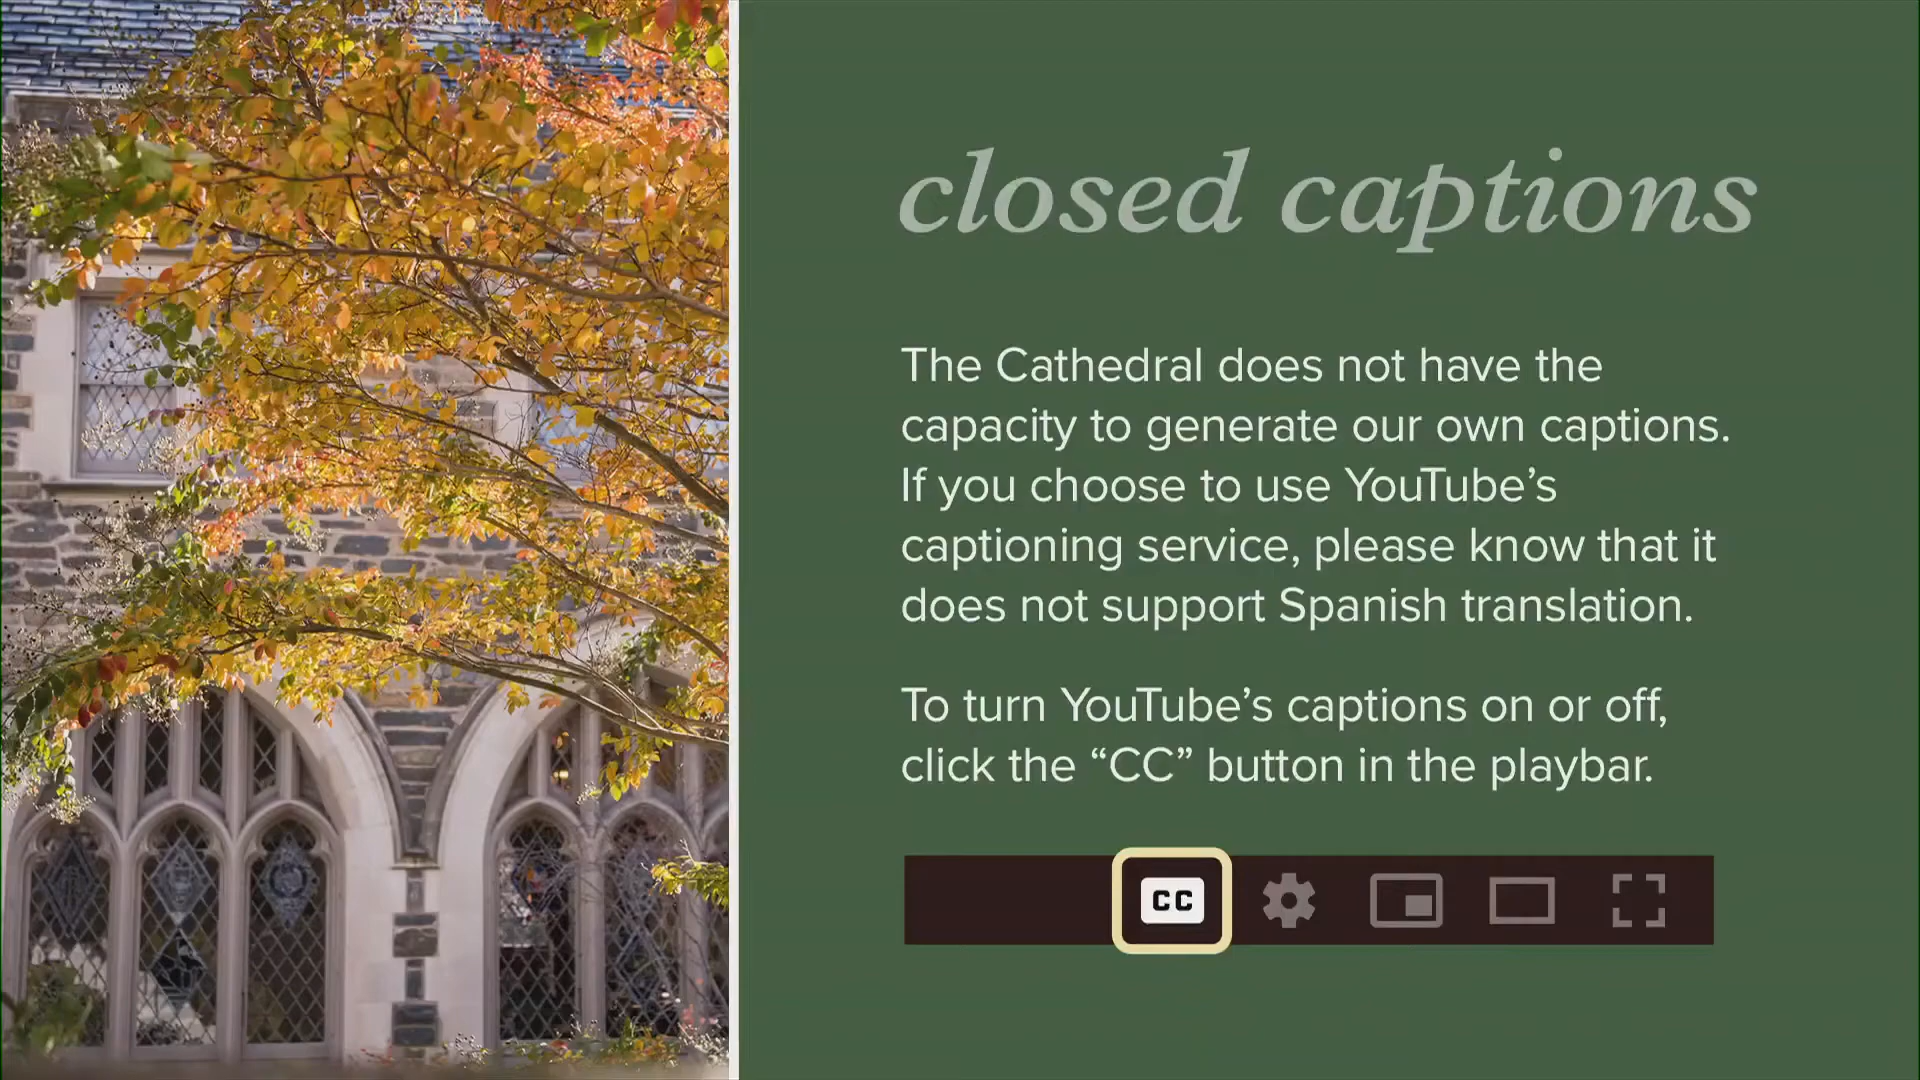 closed captions
The Cathedral does not have the
capacity to generate our own captions.
If you choose to use YouTube’s
captioning service, please know that it
does not support Spanish translation.
To turn YouTube’s captions on or off,
click the “CC” button in the playbar.
CC